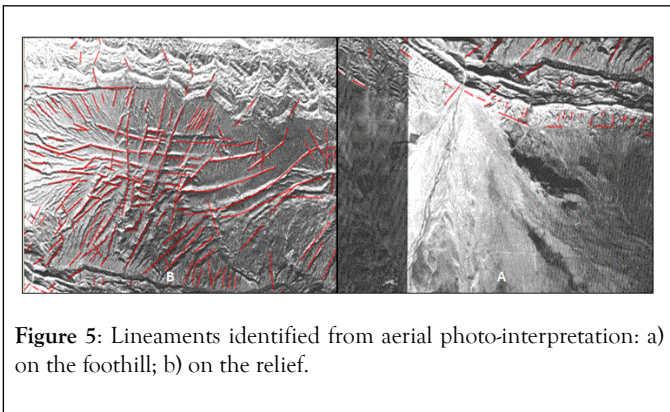 B
A
Figure 5: Lineaments identified from aerial photo-interpretation: a)
on the foothill; b) on the relief.